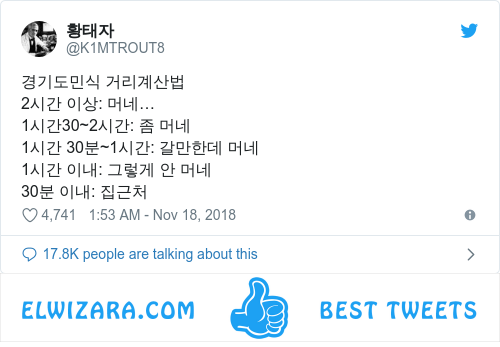 황태자
@K1MTROUT8
경기도민식 거리계산법
2시간 이상: 머네…
1시간30~2시간: 좀 머네
1시간 30분~1시간: 갈만한데 머네
1시간 이내: 그렇게 안 머네
30분 이내: 집근처
4,741 1:53 AM - Nov 18, 2018
17.8K people are talking about this
ELWIZARA.COM BEST TWEETS